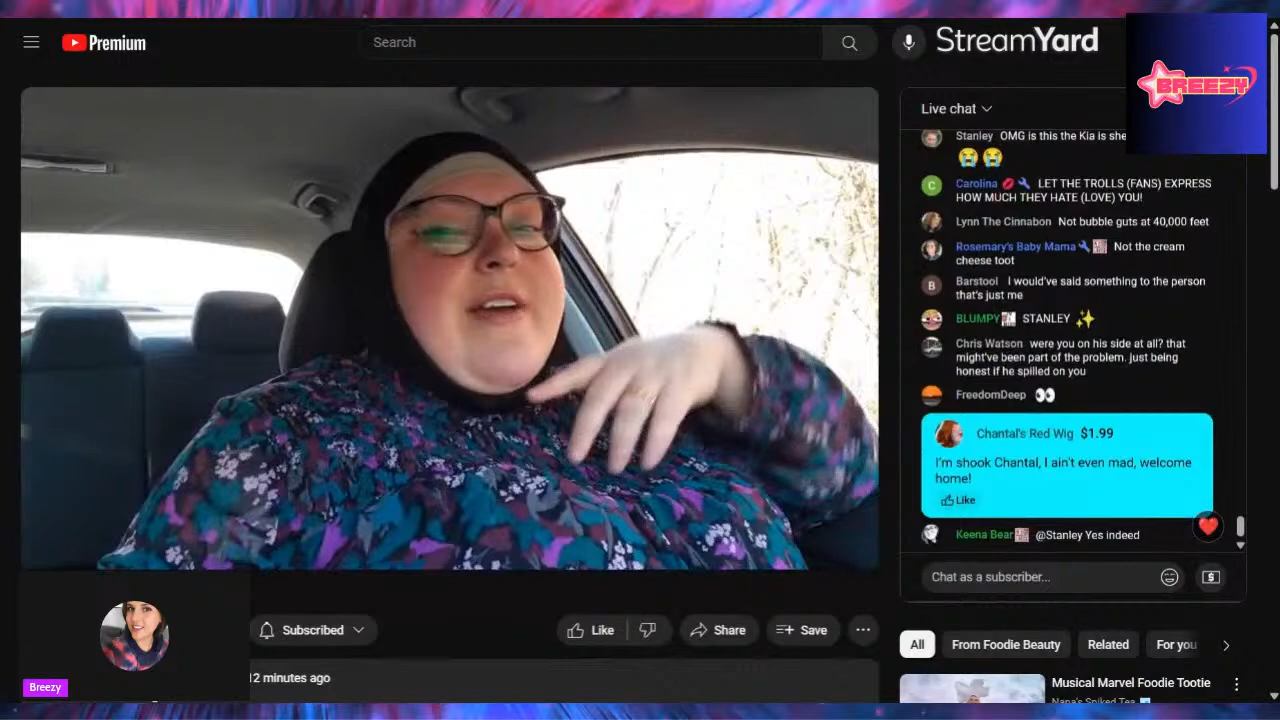 Premium
Search
StreamYard
BREEZY
Live chat
Stanley OMG is this the Kia is she
Carolina LET THE TROLLS (FANS) EXPRESS
HOW MUCH THEY HATE (LOVE) YOU!
Lynn The Cinnabon Not bubble guts at 40,000 feet
Rosemary's Baby Mama Not the cream
cheese toot
B
Barstool I would've said something to the person
that's just me
BLUMPY STANLEY
Chris Watson were you on his side at all? that
might've been part of the problem. just being
honest if he spilled on you
FreedomDeep
Chantal's Red Wig $1.99
I'm shook Chantal, I ain't even mad, welcome
home!
Like
Keena Bear @Stanley Yes indeed
Chat as a subscriber...
Subscribed
Like
Share
Save
All
From Foodie Beauty
Related
For you
12 minutes ago
Breezy
Musical Marvel Foodie Tootie
Nana's Spiked Tea